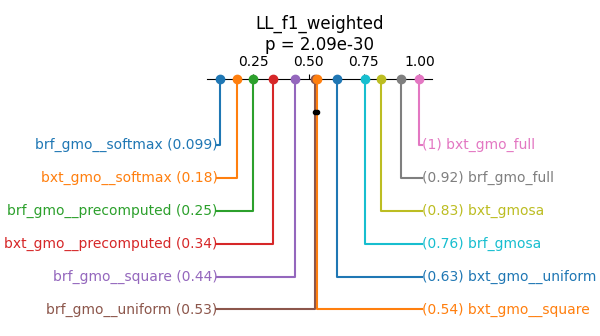 LL_f1_weighted
p = 2.09e-30
0.25 0.50 0.75 1.00
brf_gmo__softmax (0.099)
(1) bxt_gmo_full
bxt_gmo__softmax (0.18)
(0.92) brf_gmo_full
brf_gmo__precomputed (0.25)
(0.83) bxt_gmosa
bxt_gmo__precomputed (0.34)
(0.76) brf_gmosa
brf_gmo__square (0.44)
(0.63) bxt_gmo__uniform
brf_gmo__uniform (0.53)
(0.54) bxt_gmo__square